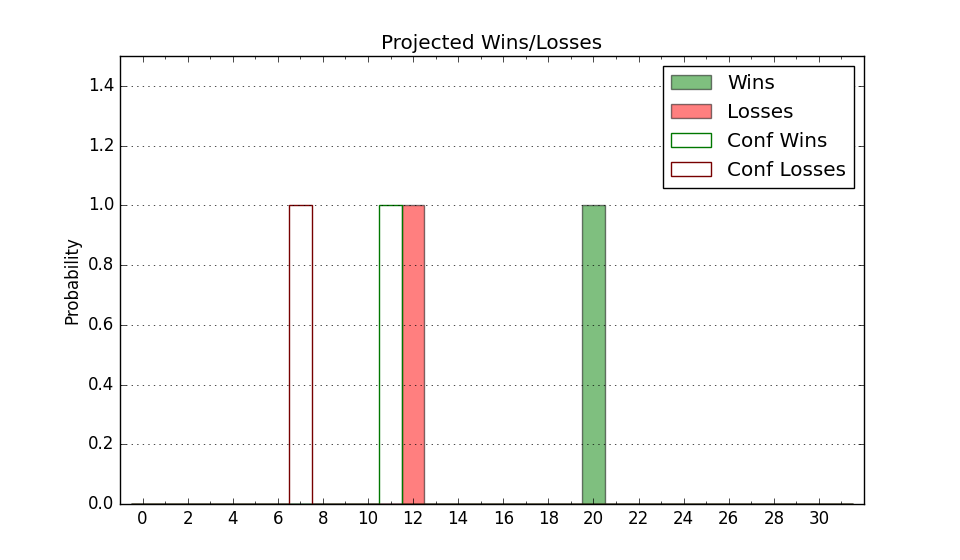 Projected Wins/Losses
Wins
Losses
Conf Wins
Conf Losses
Probability
1.4
1.2
1.0
0.8
0.6
0.4
0.2
0.0
0 2 4 6 8 10 12 14 16 18 20 22 24 26 28 30